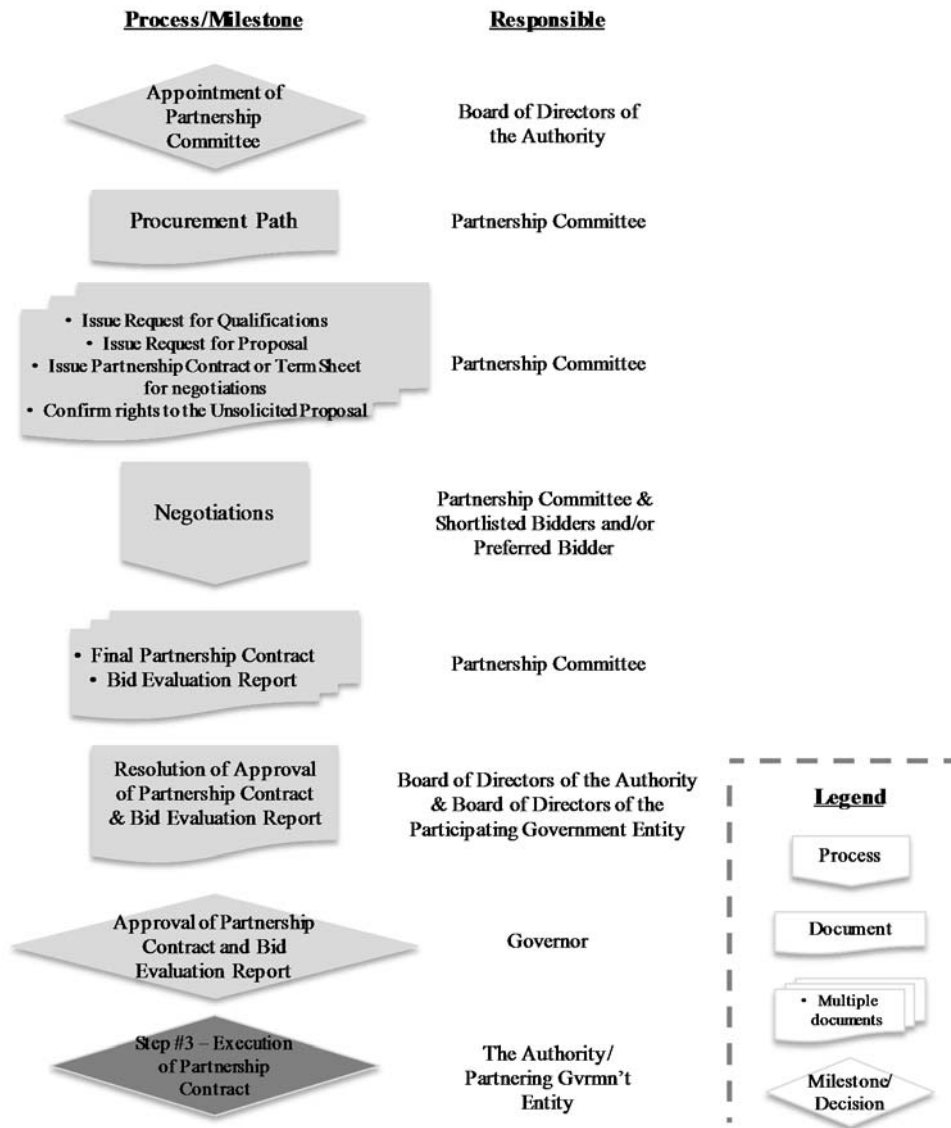 Process/Milestone
Responsible
Appointment of
Partnership
Committee
Board of Directors of
the Authority
Procurement Path
Partnership Committee
• Issue Request for Qualifications
• Issue Request for Proposal
• Issue Partnership Contract or Term Sheet
for negotiations
• Confirm rights to the Unsolicited Proposal
Partnership Committee
Negotiations
Partnership Committee &
Shortlisted Bidders and/or
Preferred Bidder
• Final Partnership Contract
• Bid Evaluation Report
Partnership Committee
Resolution of Approval
of Partnership Contract
& Bid Evaluation Report
Board of Directors of the Authority
& Board of Directors of the
Participating Government Entity
Approval of Partnership
Contract and Bid
Evaluation Report
Governor
Step #3 – Execution
of Partnership
Contract
The Authority/
Partnering Gvrmn't
Entity
Legend
Process
Document
• Multiple
documents
Milestone/
Decision